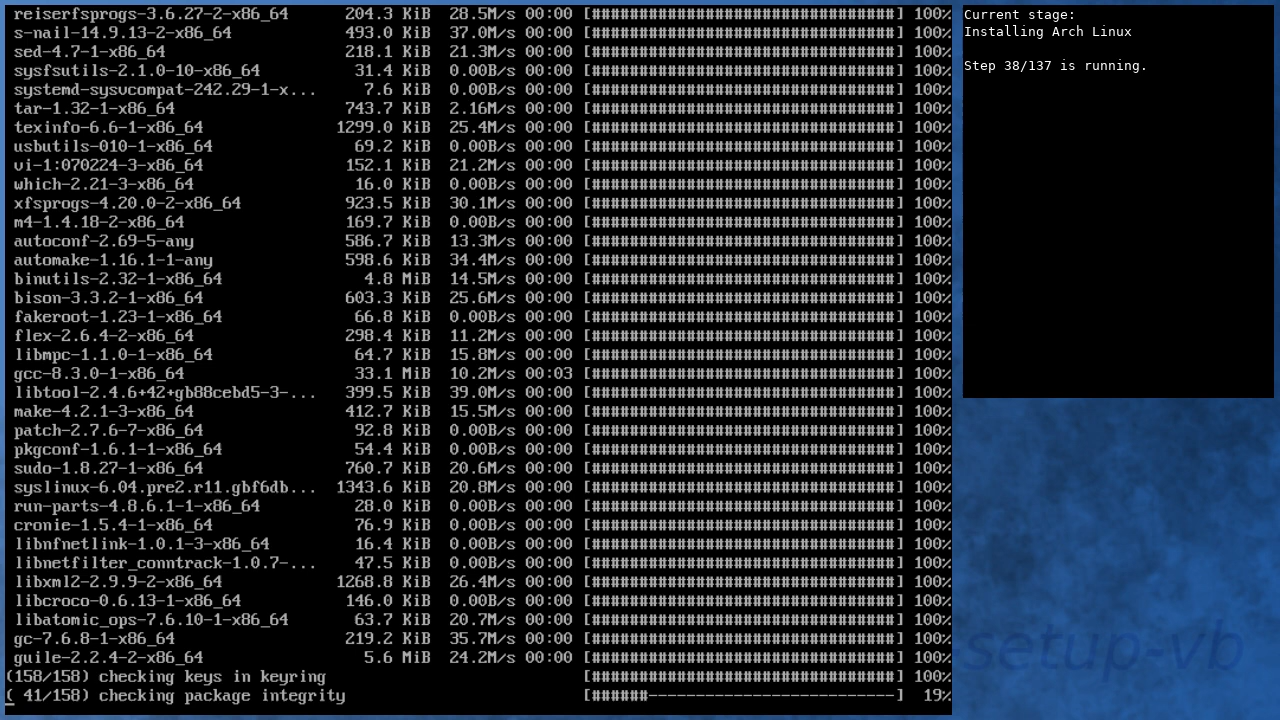 reiserfsprogs-3.6.27-2-x86_64 204.3 KiB 28.5M/s 00:00 [################################] 100%
s-nail-14.9.13-2-x86_64 493.0 KiB 37.0M/s 00:00 [################################] 100%
sed-4.7-1-x86_64 218.1 KiB 21.3M/s 00:00 [################################] 100%
sysfsutils-2.1.0-10-x86_64 31.4 KiB 0.00B/s 00:00 [################################] 100%
systemd-sysvcompat-242.29-1-x... 7.6 KiB 0.00B/s 00:00 [################################] 100%
tar-1.32-1-x86_64 743.7 KiB 2.16M/s 00:00 [################################] 100%
texinfo-6.6-1-x86_64 1299.0 KiB 25.4M/s 00:00 [################################] 100%
usbutils-010-1-x86_64 69.2 KiB 0.00B/s 00:00 [################################] 100%
vi-1:070224-3-x86_64 152.1 KiB 21.2M/s 00:00 [################################] 100%
which-2.21-3-x86_64 16.0 KiB 0.00B/s 00:00 [################################] 100%
xfsprogs-4.20.0-2-x86_64 923.5 KiB 30.1M/s 00:00 [################################] 100%
m4-1.4.18-2-x86_64 169.7 KiB 0.00B/s 00:00 [################################] 100%
autoconf-2.69-5-any 586.7 KiB 13.3M/s 00:00 [################################] 100%
automake-1.16.1-1-any 598.6 KiB 34.4M/s 00:00 [################################] 100%
binutils-2.32-1-x86_64 4.8 MiB 14.5M/s 00:00 [################################] 100%
bison-3.3.2-1-x86_64 603.3 KiB 25.6M/s 00:00 [################################] 100%
fakeroot-1.23-1-x86_64 66.8 KiB 0.00B/s 00:00 [################################] 100%
flex-2.6.4-2-x86_64 298.4 KiB 11.2M/s 00:00 [################################] 100%
libmpc-1.1.0-1-x86_64 64.7 KiB 15.8M/s 00:00 [################################] 100%
gcc-8.3.0-1-x86_64 33.1 MiB 10.2M/s 00:03 [################################] 100%
libtool-2.4.6+42+gb88cebd5-3-... 399.5 KiB 39.0M/s 00:00 [################################] 100%
make-4.2.1-3-x86_64 412.7 KiB 15.5M/s 00:00 [################################] 100%
patch-2.7.6-7-x86_64 92.8 KiB 0.00B/s 00:00 [################################] 100%
pkgconf-1.6.1-1-x86_64 54.4 KiB 0.00B/s 00:00 [################################] 100%
sudo-1.8.27-1-x86_64 760.7 KiB 20.6M/s 00:00 [################################] 100%
syslinux-6.04.pre2.r11.gbf6db... 1343.6 KiB 20.8M/s 00:00 [################################] 100%
run-parts-4.8.6.1-1-x86_64 28.0 KiB 0.00B/s 00:00 [################################] 100%
cronie-1.5.4-1-x86_64 76.9 KiB 0.00B/s 00:00 [################################] 100%
libnfnetlink-1.0.1-3-x86_64 16.4 KiB 0.00B/s 00:00 [################################] 100%
libnetfilter_conntrack-1.0.7-... 47.5 KiB 0.00B/s 00:00 [################################] 100%
libxml2-2.9.9-2-x86_64 1268.8 KiB 26.4M/s 00:00 [################################] 100%
libcroco-0.6.13-1-x86_64 146.0 KiB 0.00B/s 00:00 [################################] 100%
libatomic_ops-7.6.10-1-x86_64 63.7 KiB 20.7M/s 00:00 [################################] 100%
gc-7.6.8-1-x86_64 219.2 KiB 35.7M/s 00:00 [################################] 100%
guile-2.2.4-2-x86_64 5.6 MiB 24.2M/s 00:00 [################################] 100%
(158/158) checking keys in keyring [################################] 100%
( 41/158) checking package integrity [######--------------------------] 19%
Current stage:
Installing Arch Linux
Step 38/137 is running.
setup-vb